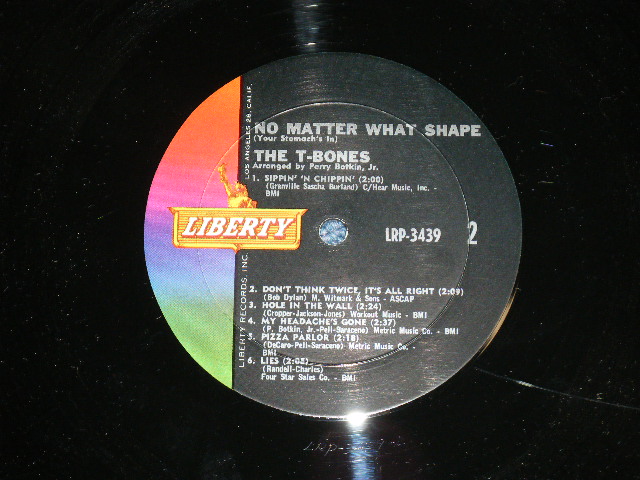 NO MATTER WHAT SHAPE
(Your Stomach's In)
THE T-BONES
Arranged by Perry Botkin, Jr.
1. SIPPIN' 'N CHIPPIN' (2:00)
(Granville Sascha Burland) C/Hear Music, Inc. -
BMI
LIBERTY
LRP-3439
2
2. DON'T THINK TWICE, IT'S ALL RIGHT (2:09)
(Bob Dylan) M. Witmark & Sons - ASCAP
3. HOLE IN THE WALL (2:24)
(Cropper-Jackson-Jones) Workout Music - BMI
4. MY HEADACHE'S GONE (2:37)
(P. Botkin, Jr.-Pell-Saraceno) Metric Music Co. - BMI
5. PIZZA PARLOR (2:18)
(DeCaro-Pell-Saraceno) Metric Music Co. -
BMI
6. LIES (2:08)
(Randell-Charles)
Four Star Sales Co. - BMI
LIBERTY RECORDS, INC.
LOS ANGELES 28, CALIF.